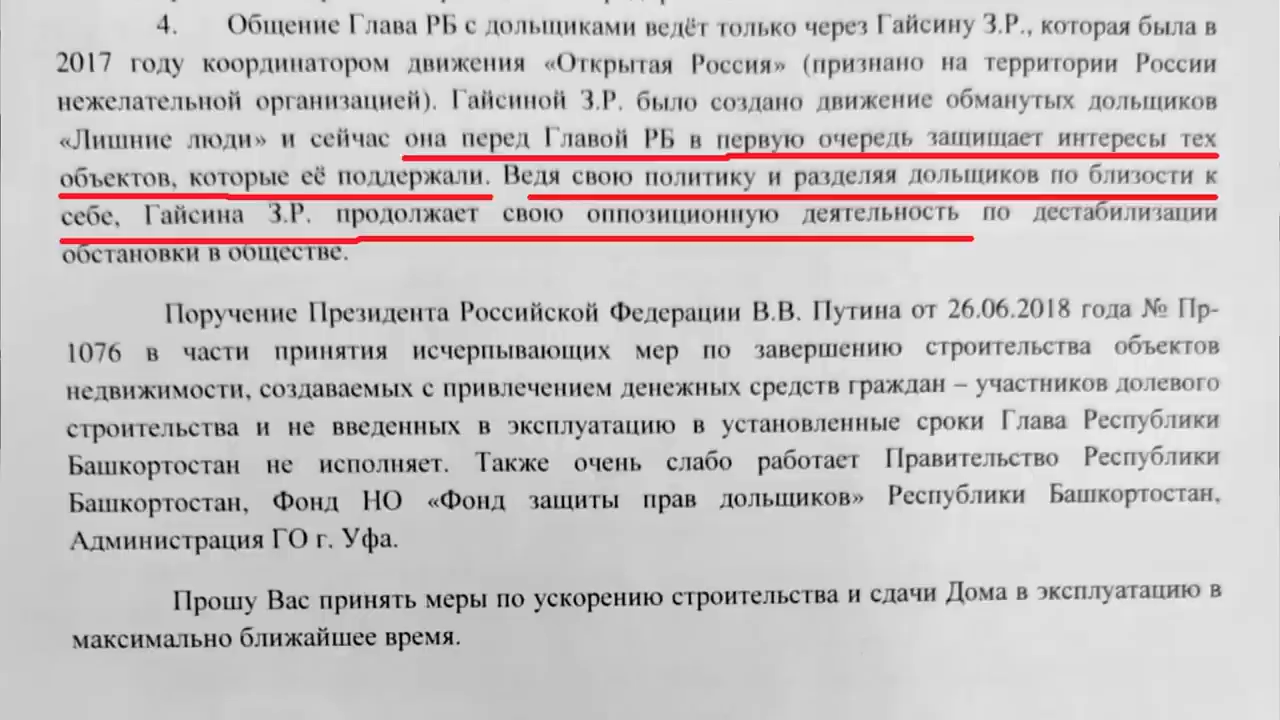 4. Общение Глава РБ с дольщиками ведёт только через Гайсину З.Р., которая была в
2017 году координатором движения «Открытая Россия» (признано на территории России
нежелательной организацией). Гайсиной З.Р. было создано движение обманутых дольщиков
«Лишние люди» и сейчас она перед Главой РБ в первую очередь защищает интересы тех
объектов, которые её поддержали. Ведя свою политику и разделяя дольщиков по близости к
себе, Гайсина З.Р. продолжает свою оппозиционную деятельность по дестабилизации
обстановки в обществе.
Поручение Президента Российской Федерации В.В. Путина от 26.06.2018 года № Пр-
1076 в части принятия исчерпывающих мер по завершению строительства объектов
недвижимости, создаваемых с привлечением денежных средств граждан – участников долевого
строительства и не введенных в эксплуатацию в установленные сроки Глава Республики
Башкортостан не исполняет. Также очень слабо работает Правительство Республики
Башкортостан, Фонд НО «Фонд защиты прав дольщиков» Республики Башкортостан,
Администрация ГО г. Уфа.
Прошу Вас принять меры по ускорению строительства и сдачи Дома в эксплуатацию в
максимально ближайшее время.